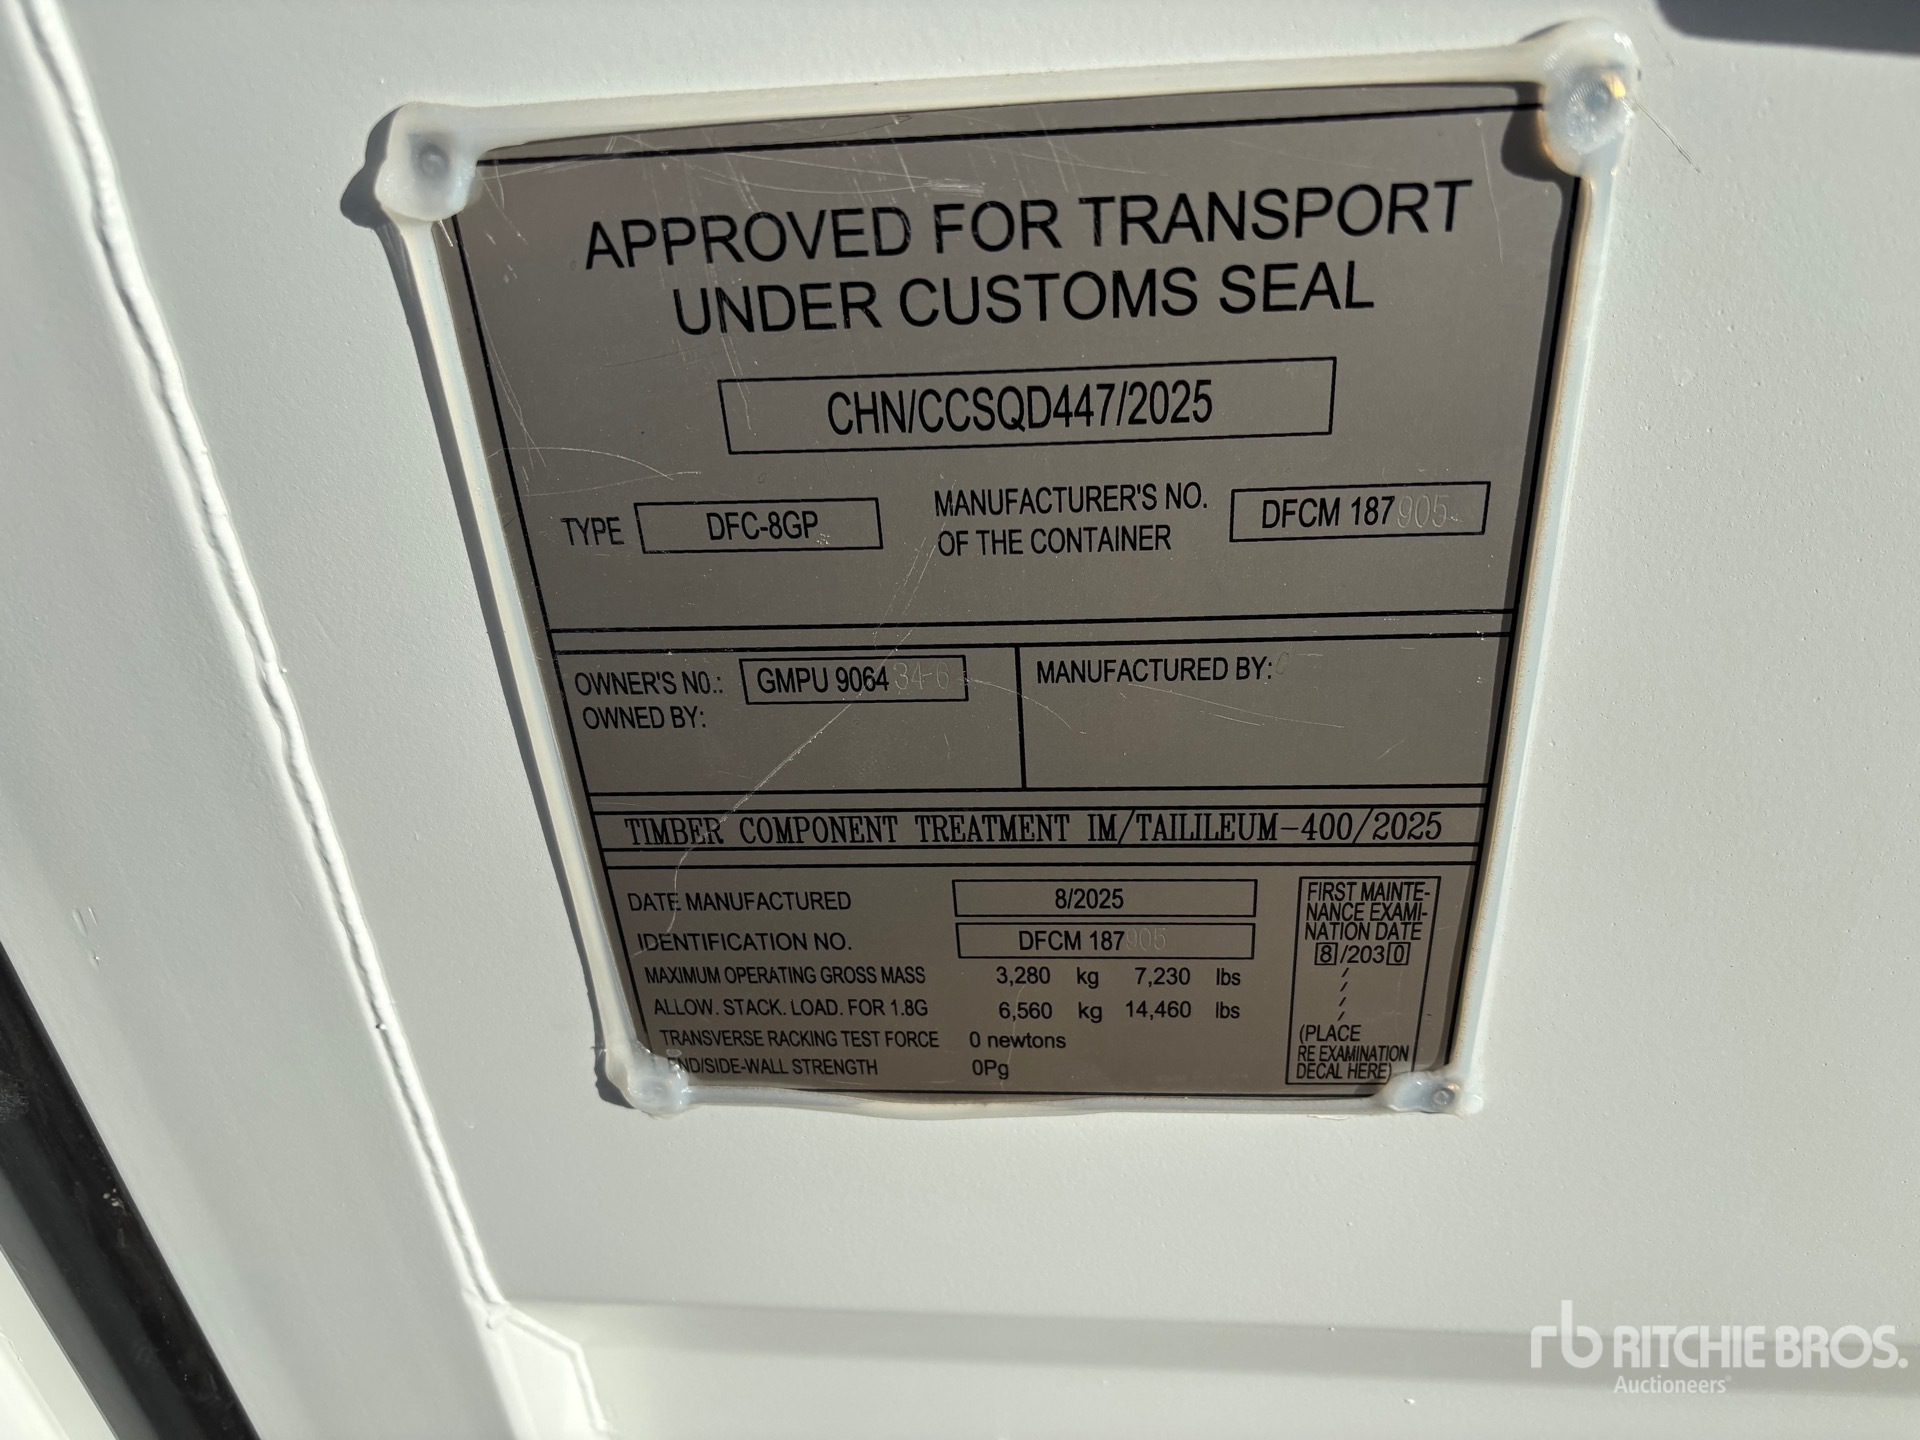 APPROVED FOR TRANSPORT
UNDER CUSTOMS SEAL
CHN/CCSQD447/2025
TYPE DFC-8GP
MANUFACTURER'S NO.
OF THE CONTAINER
DFCM 187905
OWNER'S NO.: GMPU 906434-6
OWNED BY:
MANUFACTURED BY:
TIMBER COMPONENT TREATMENT IM/TAILILEUM-400/2025
DATE MANUFACTURED 8/2025
IDENTIFICATION NO. DFCM 187905
MAXIMUM OPERATING GROSS MASS 3,280 kg 7,230 lbs
ALLOW. STACK. LOAD. FOR 1.8G 6,560 kg 14,460 lbs
TRANSVERSE RACKING TEST FORCE 0 newtons
END/SIDE-WALL STRENGTH 0Pg
FIRST MAINTE-
NANCE EXAMI-
NATION DATE
8/2030
(PLACE
RE EXAMINATION
DECAL HERE)
rb RITCHIE BROS.
Auctioneers